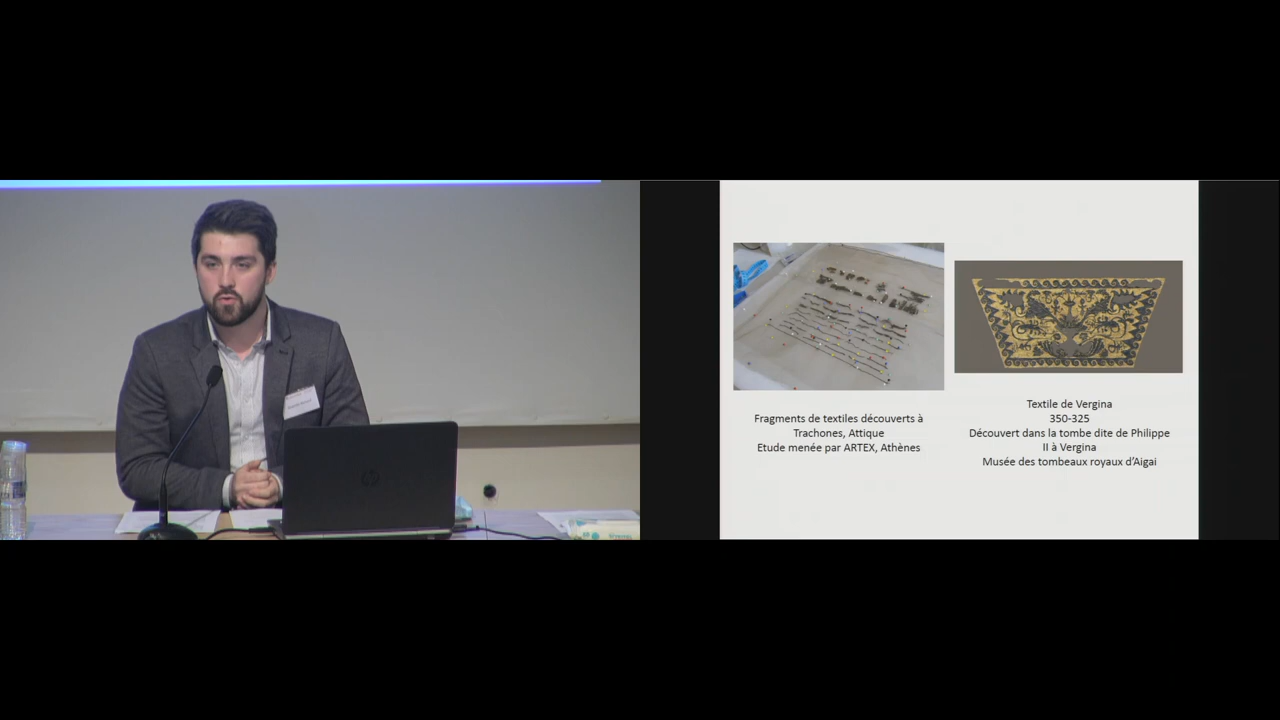 Fragments de textiles découverts à
Trachones, Attique
Etude menée par ARTEX, Athènes
Textile de Vergina
350-325
Découvert dans la tombe dite de Philippe
II à Vergina
Musée des tombeaux royaux d'Aigai
hp